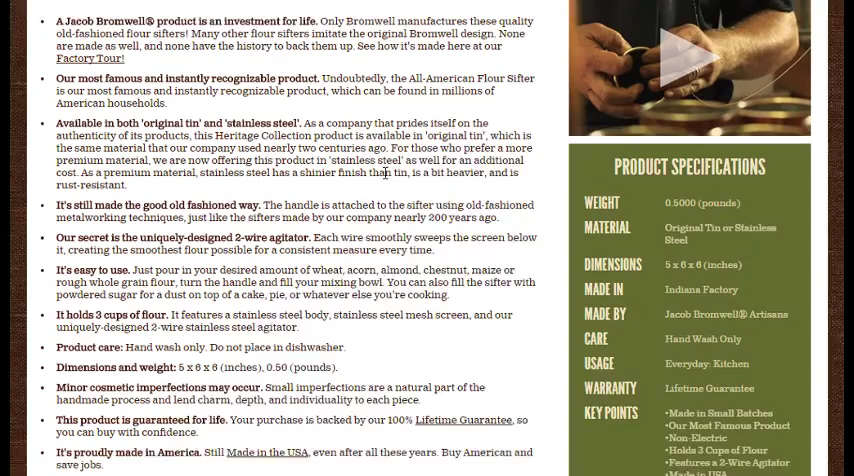 • A Jacob Bromwell® product is an investment for life. Only Bromwell manufactures these quality
old-fashioned flour sifters! Many other flour sifters imitate the original Bromwell design. None
are made as well, and none have the history to back them up. See how it's made here at our
Factory Tour!
• Our most famous and instantly recognizable product. Undoubtedly, the All-American Flour Sifter
is our most famous and instantly recognizable product, which can be found in millions of
American households.
• Available in both 'original tin' and 'stainless steel'. As a company that prides itself on the
authenticity of its products, this Heritage Collection product is available in 'original tin', which is
the same material that our company used nearly two centuries ago. For those who prefer a more
premium material, we are now offering this product in 'stainless steel' as well for an additional
cost. As a premium material, stainless steel has a shinier finish than tin, is a bit heavier, and is
rust-resistant.
• It's still made the good old fashioned way. The handle is attached to the sifter using old-fashioned
metalworking techniques, just like the sifters made by our company nearly 200 years ago.
• Our secret is the uniquely-designed 2-wire agitator. Each wire smoothly sweeps the screen below
it, creating the smoothest flour possible for a consistent measure every time.
• It's easy to use. Just pour in your desired amount of wheat, acorn, almond, chestnut, maize or
rough whole grain flour, turn the handle and fill your mixing bowl. You can also fill the sifter with
powdered sugar for a dust on top of a cake, pie, or whatever else you're cooking.
• It holds 3 cups of flour. It features a stainless steel body, stainless steel mesh screen, and our
uniquely-designed 2-wire stainless steel agitator.
• Product care: Hand wash only. Do not place in dishwasher.
• Dimensions and weight: 5 x 6 x 6 (inches), 0.50 (pounds).
• Minor cosmetic imperfections may occur. Small imperfections are a natural part of the
handmade process and lend charm, depth, and individuality to each piece.
• This product is guaranteed for life. Your purchase is backed by our 100% Lifetime Guarantee, so
you can buy with confidence.
• It's proudly made in America. Still Made in the USA, even after all these years. Buy American and
save jobs.
PRODUCT SPECIFICATIONS
WEIGHT 0.5000 (pounds)
MATERIAL Original Tin or Stainless
Steel
DIMENSIONS 5 x 6 x 6 (inches)
MADE IN Indiana Factory
MADE BY Jacob Bromwell® Artisans
CARE Hand Wash Only
USAGE Everyday: Kitchen
WARRANTY Lifetime Guarantee
KEY POINTS •Made in Small Batches
•Our Most Famous Product
•Non-Electric
•Holds 3 Cups of Flour
•Features a 2-Wire Agitator
•Made in USA